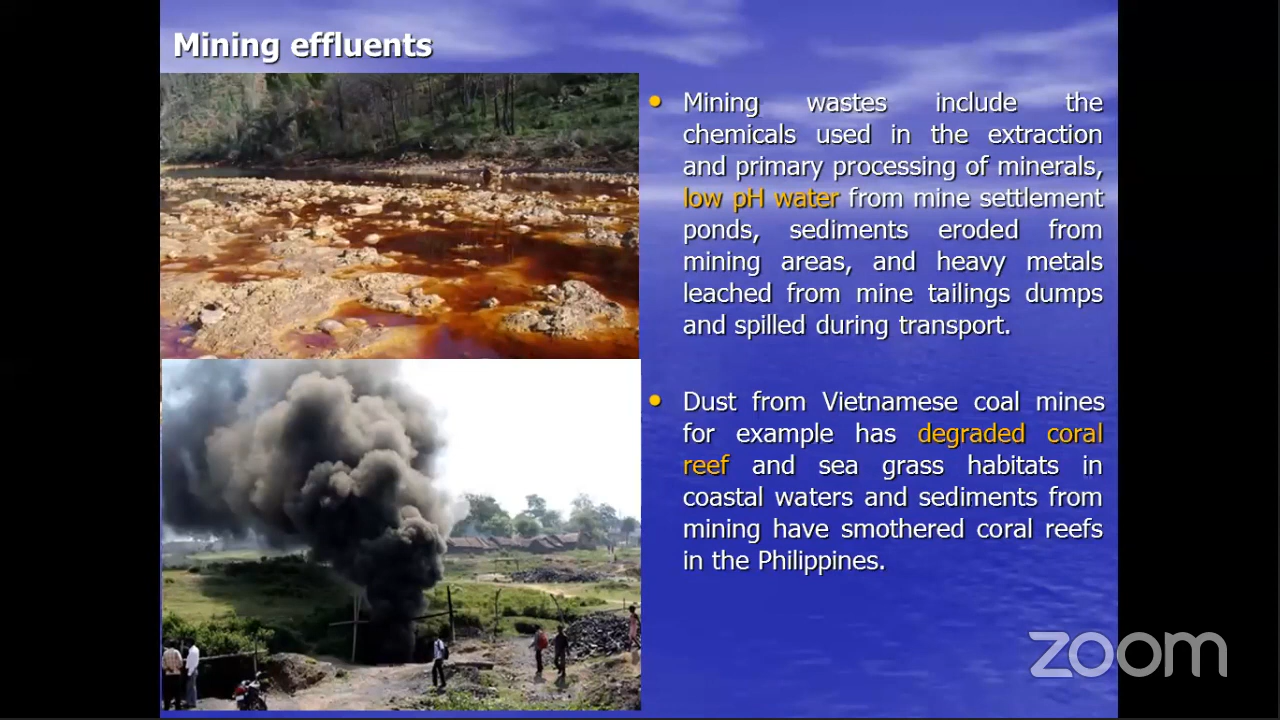 Mining effluents
Mining wastes include the
chemicals used in the extraction
and primary processing of minerals,
low pH water from mine settlement
ponds, sediments eroded from
mining areas, and heavy metals
leached from mine tailings dumps
and spilled during transport.
Dust from Vietnamese coal mines
for example has degraded coral
reef and sea grass habitats in
coastal waters and sediments from
mining have smothered coral reefs
in the Philippines.
zoom